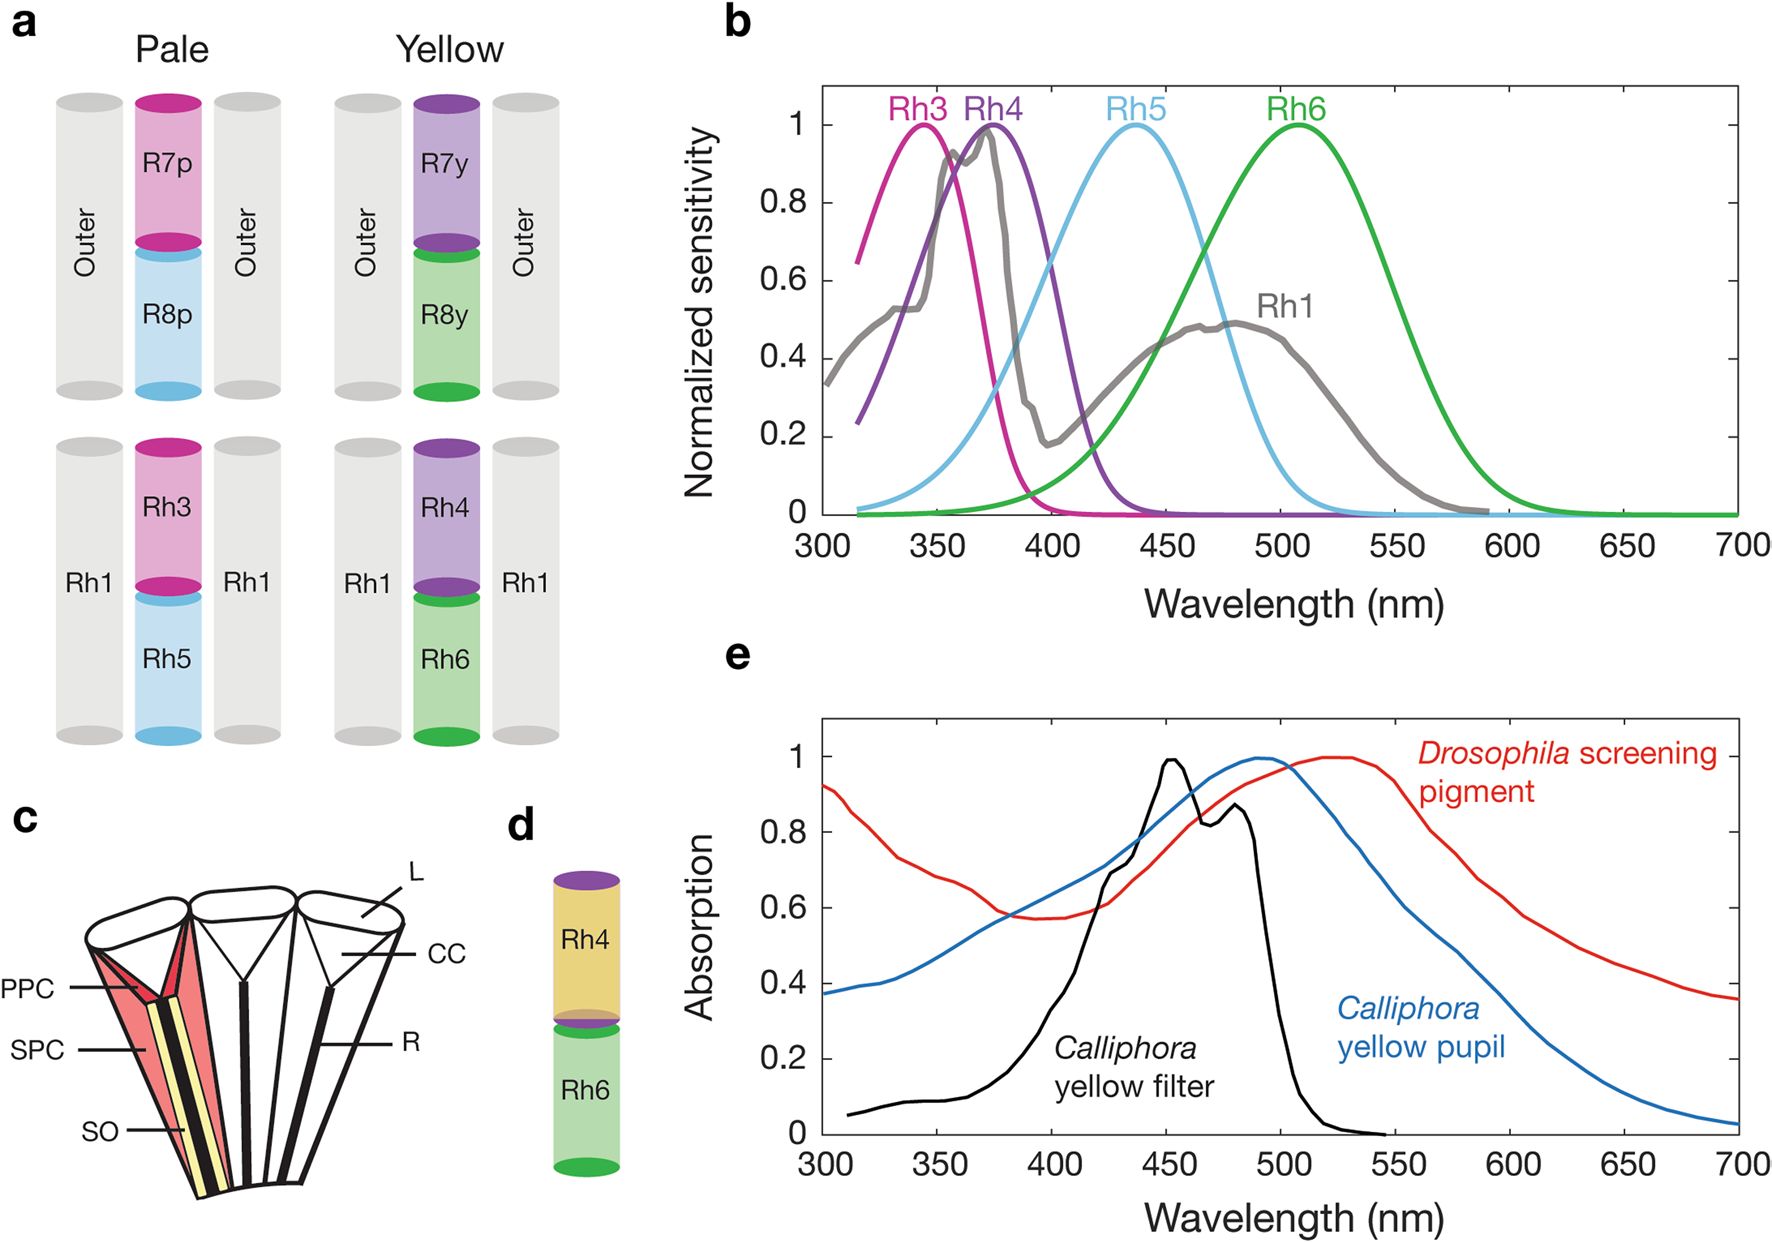 a
Pale
Yellow
Outer
R7p
R8p
Outer
Outer
R7y
R8y
Outer
Rh1
Rh3
Rh5
Rh1
Rh1
Rh4
Rh6
Rh1
b
Normalized sensitivity
1
0.8
0.6
0.4
0.2
0
Rh3
Rh4
Rh5
Rh6
Rh1
300 350 400 450 500 550 600 650 700
Wavelength (nm)
c
L
CC
PPC
SPC
R
SO
d
Rh4
Rh6
e
Absorption
1
0.8
0.6
0.4
0.2
0
Drosophila screening
pigment
Calliphora
yellow pupil
Calliphora
yellow filter
300 350 400 450 500 550 600 650 700
Wavelength (nm)